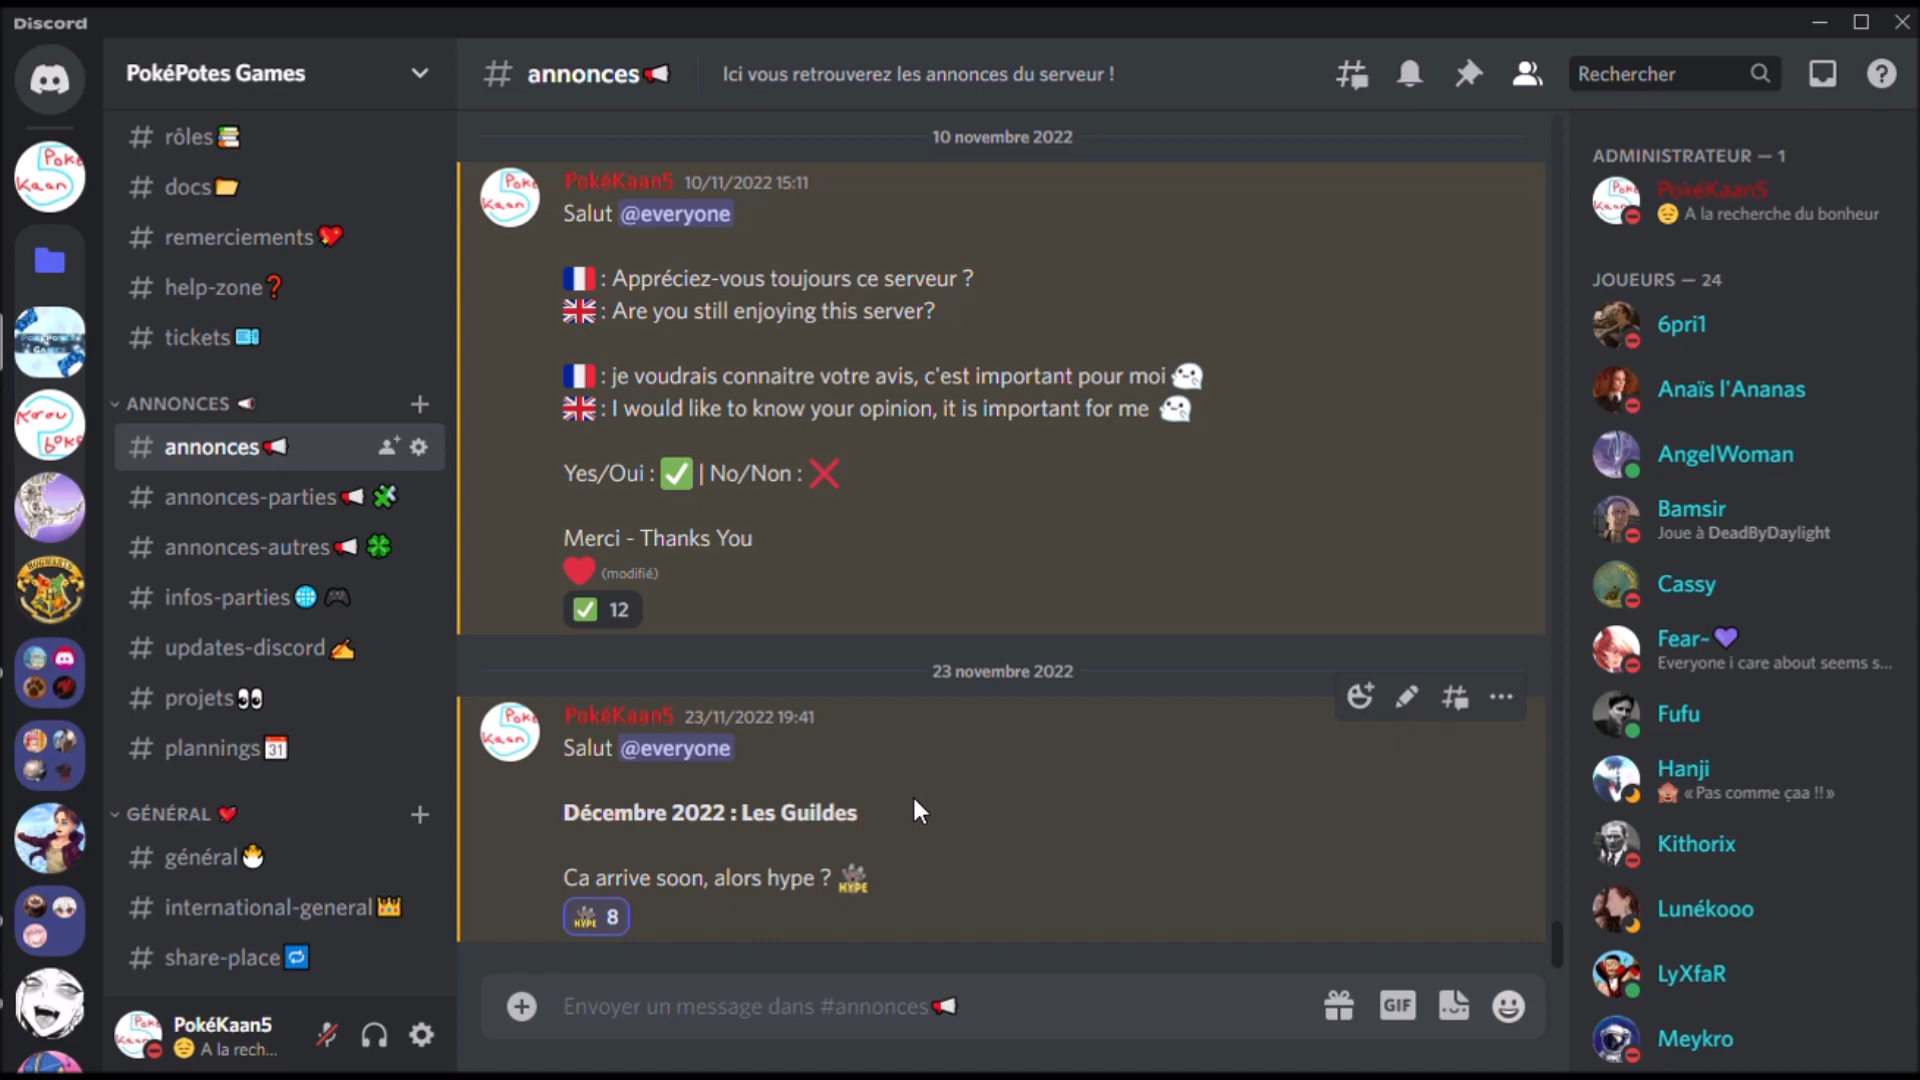 Discord
PokéPotes Games
# rôles
# docs
# remerciements
# help-zone
# tickets
ANNONCES
# annonces
# annonces-parties
# annonces-autres
# infos-parties
# updates-discord
# projets
# plannings
GÉNÉRAL
# général
# international-general
# share-place
PokéKaan5
A la rech...
# annonces
Ici vous retrouverez les annonces du serveur !
Rechercher
10 novembre 2022
PokéKaan5 10/11/2022 15:11
Salut @everyone
: Appréciez-vous toujours ce serveur ?
: Are you still enjoying this server?
: je voudrais connaitre votre avis, c'est important pour moi
: I would like to know your opinion, it is important for me
Yes/Oui : ✅ | No/Non : ❌
Merci - Thanks You
(modifié)
12
23 novembre 2022
PokéKaan5 23/11/2022 19:41
Salut @everyone
Décembre 2022 : Les Guildes
Ca arrive soon, alors hype ? HYPE
HYPE 8
Envoyer un message dans #annonces
GIF
ADMINISTRATEUR — 1
PokéKaan5
A la recherche du bonheur
JOUEURS — 24
6pri1
Anaïs l'Ananas
AngelWoman
Bamsir
Joue à DeadByDaylight
Cassy
Fear~
Everyone i care about seems s...
Fufu
Hanji
«Pas comme çaa !!»
Kithorix
Lunékooo
LyXfaR
Meykro